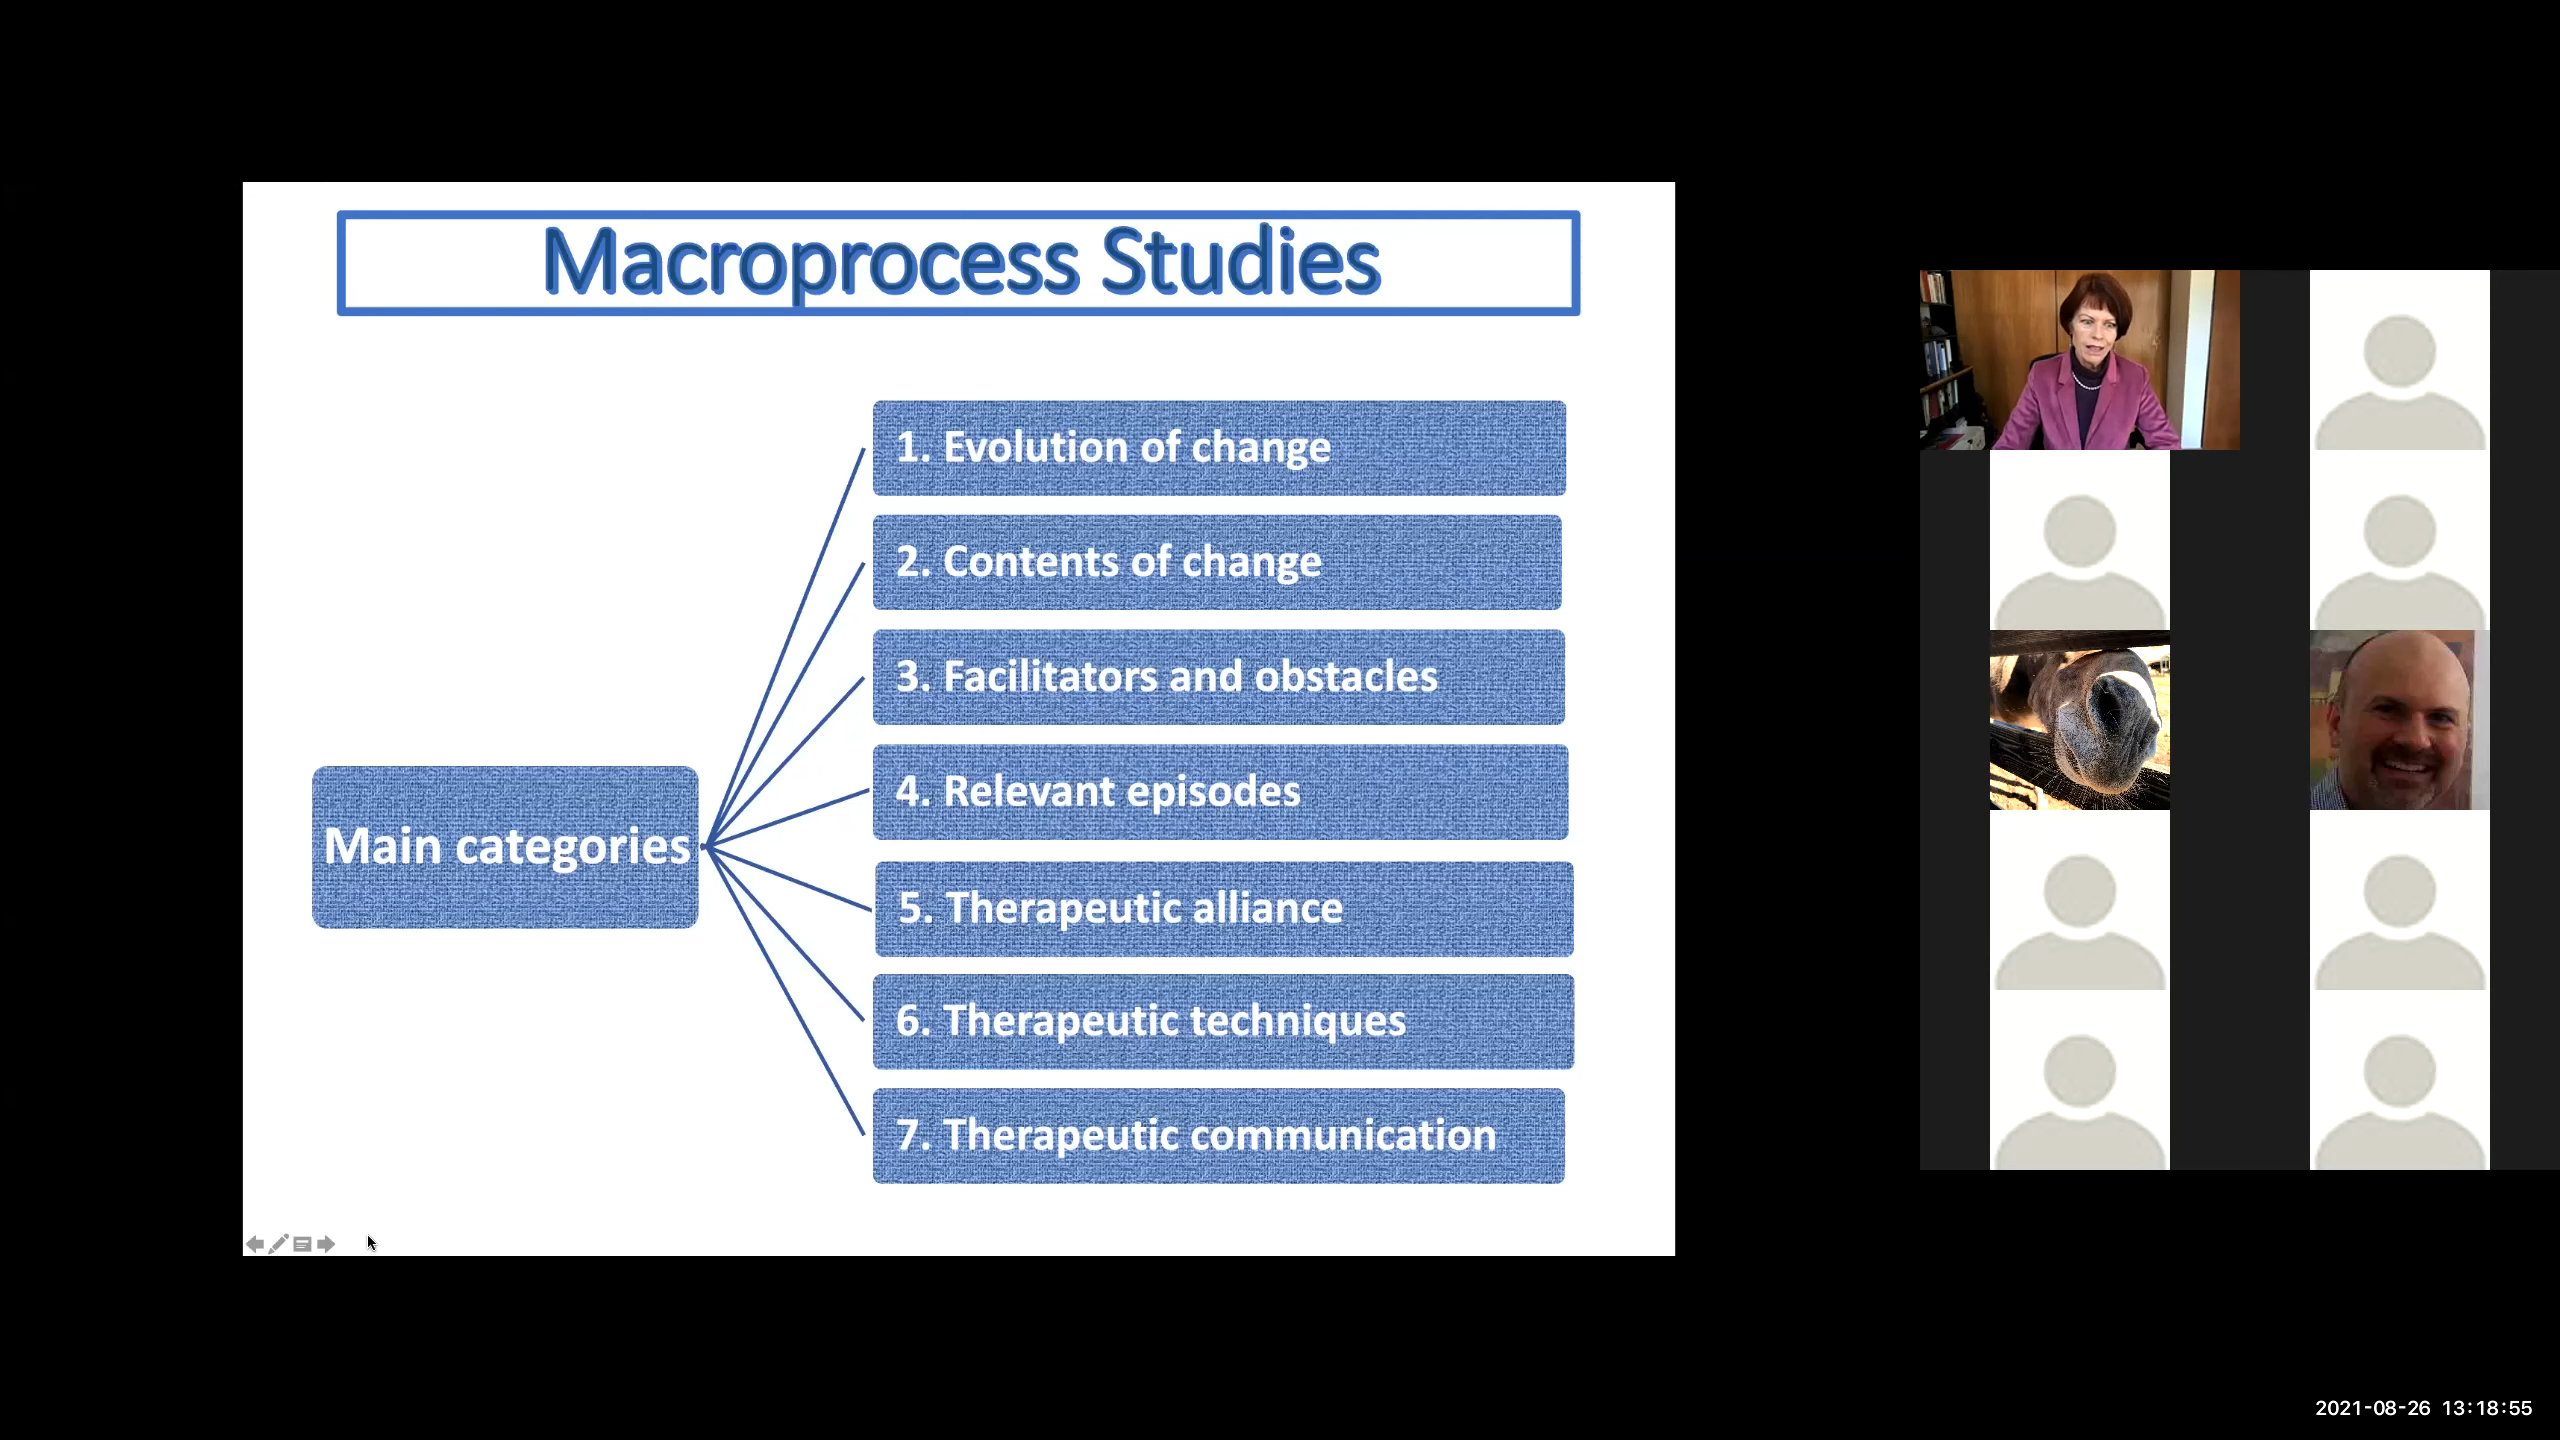 Macroprocess Studies
Main categories
1. Evolution of change
2. Contents of change
3. Facilitators and obstacles
4. Relevant episodes
5. Therapeutic alliance
6. Therapeutic techniques
7. Therapeutic communication
2021-08-26 13:18:55